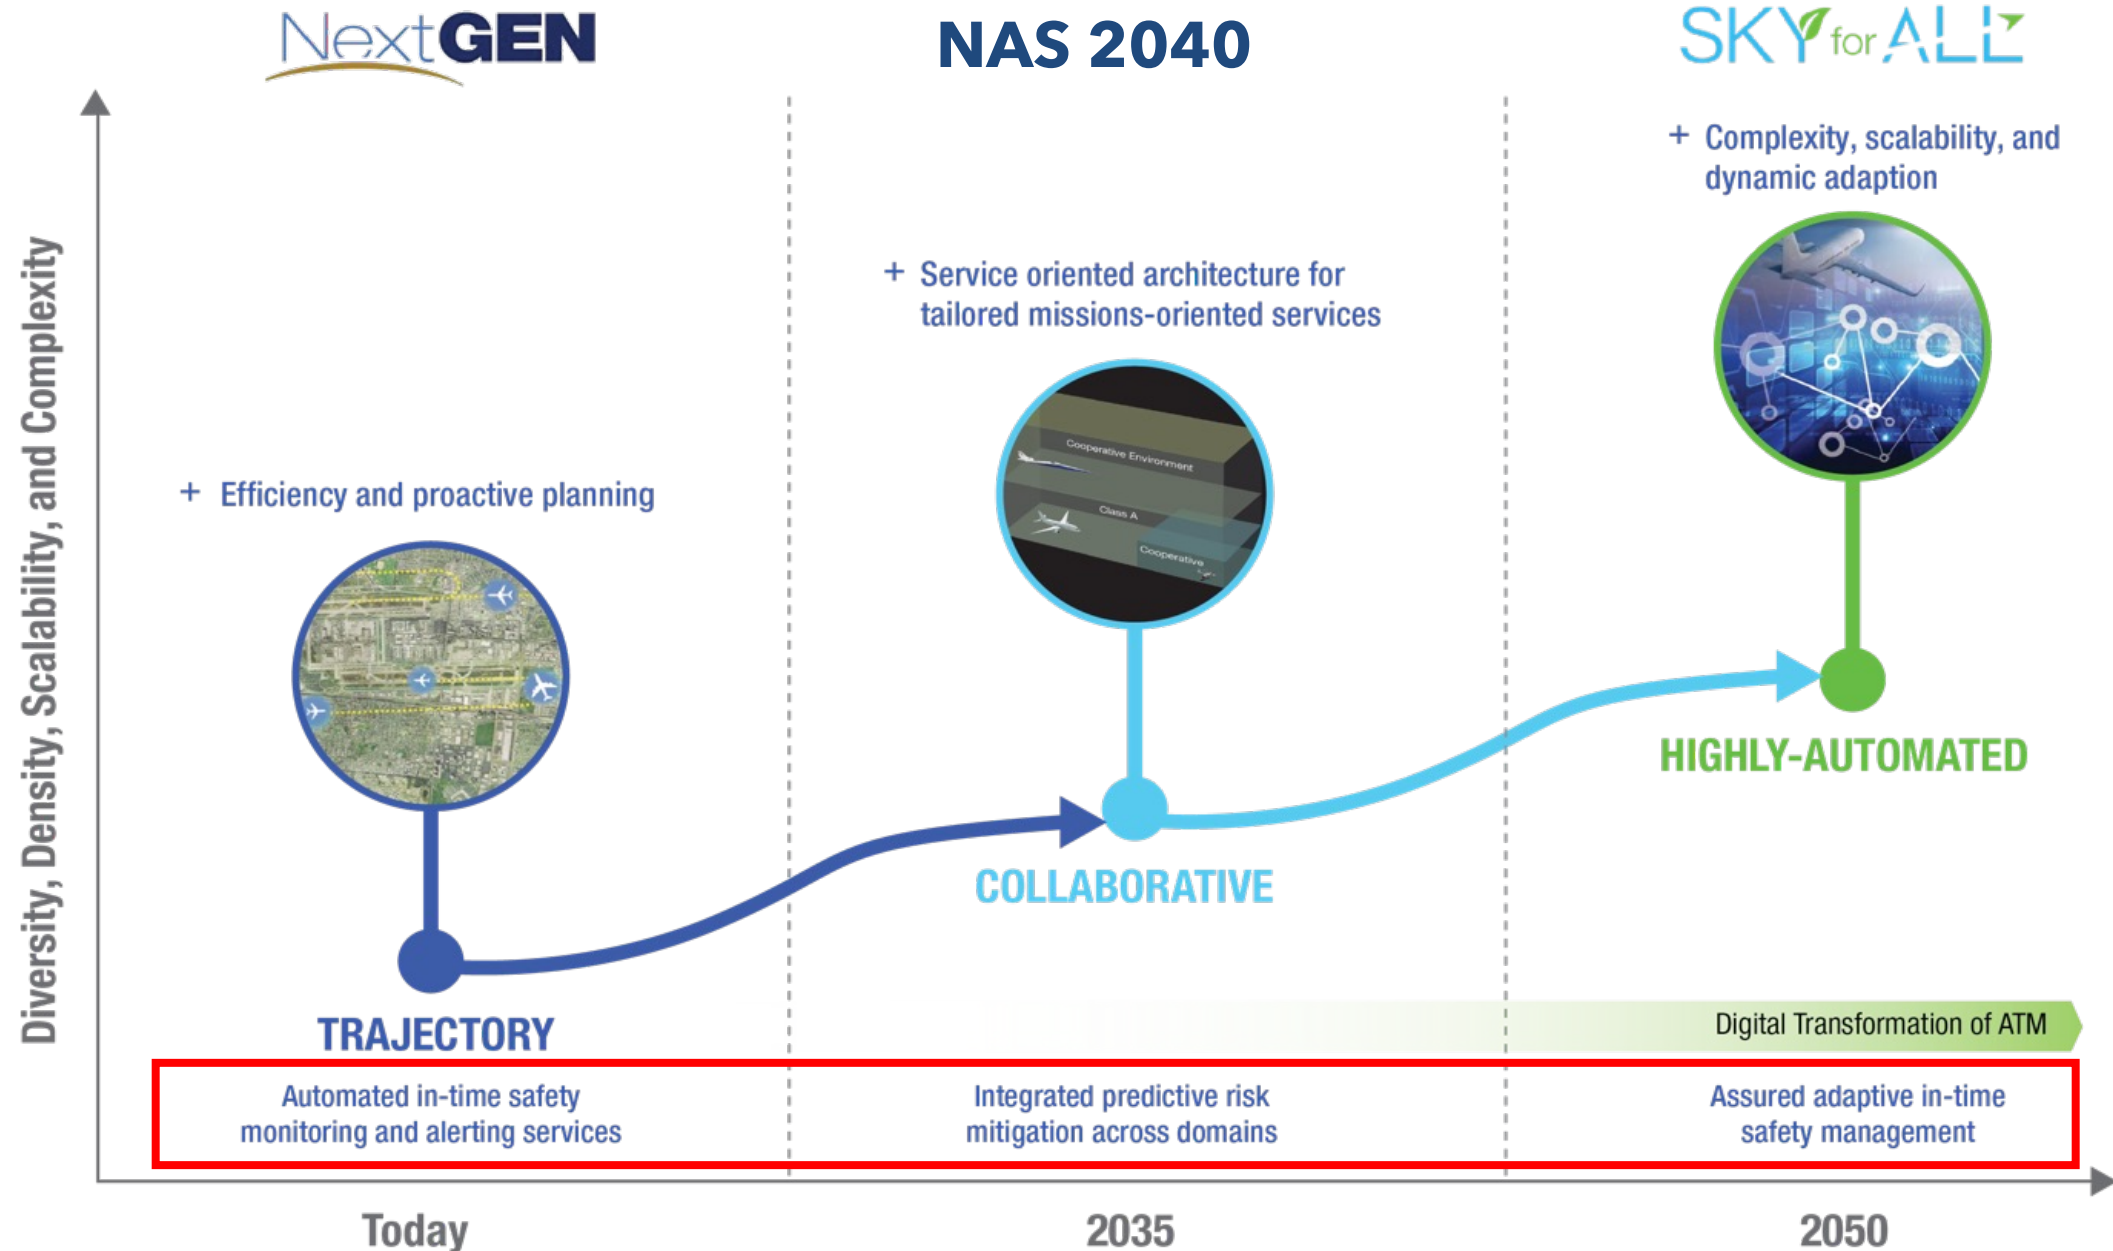 NextGEN
NAS 2040
SKY for ALL
+ Complexity, scalability, and
dynamic adaption
+ Service oriented architecture for
tailored missions-oriented services
+ Efficiency and proactive planning
Cooperative Environment
Class A
Cooperative
Diversity, Density, Scalability, and Complexity
HIGHLY-AUTOMATED
COLLABORATIVE
TRAJECTORY
Digital Transformation of ATM
Automated in-time safety
monitoring and alerting services
Integrated predictive risk
mitigation across domains
Assured adaptive in-time
safety management
Today
2035
2050